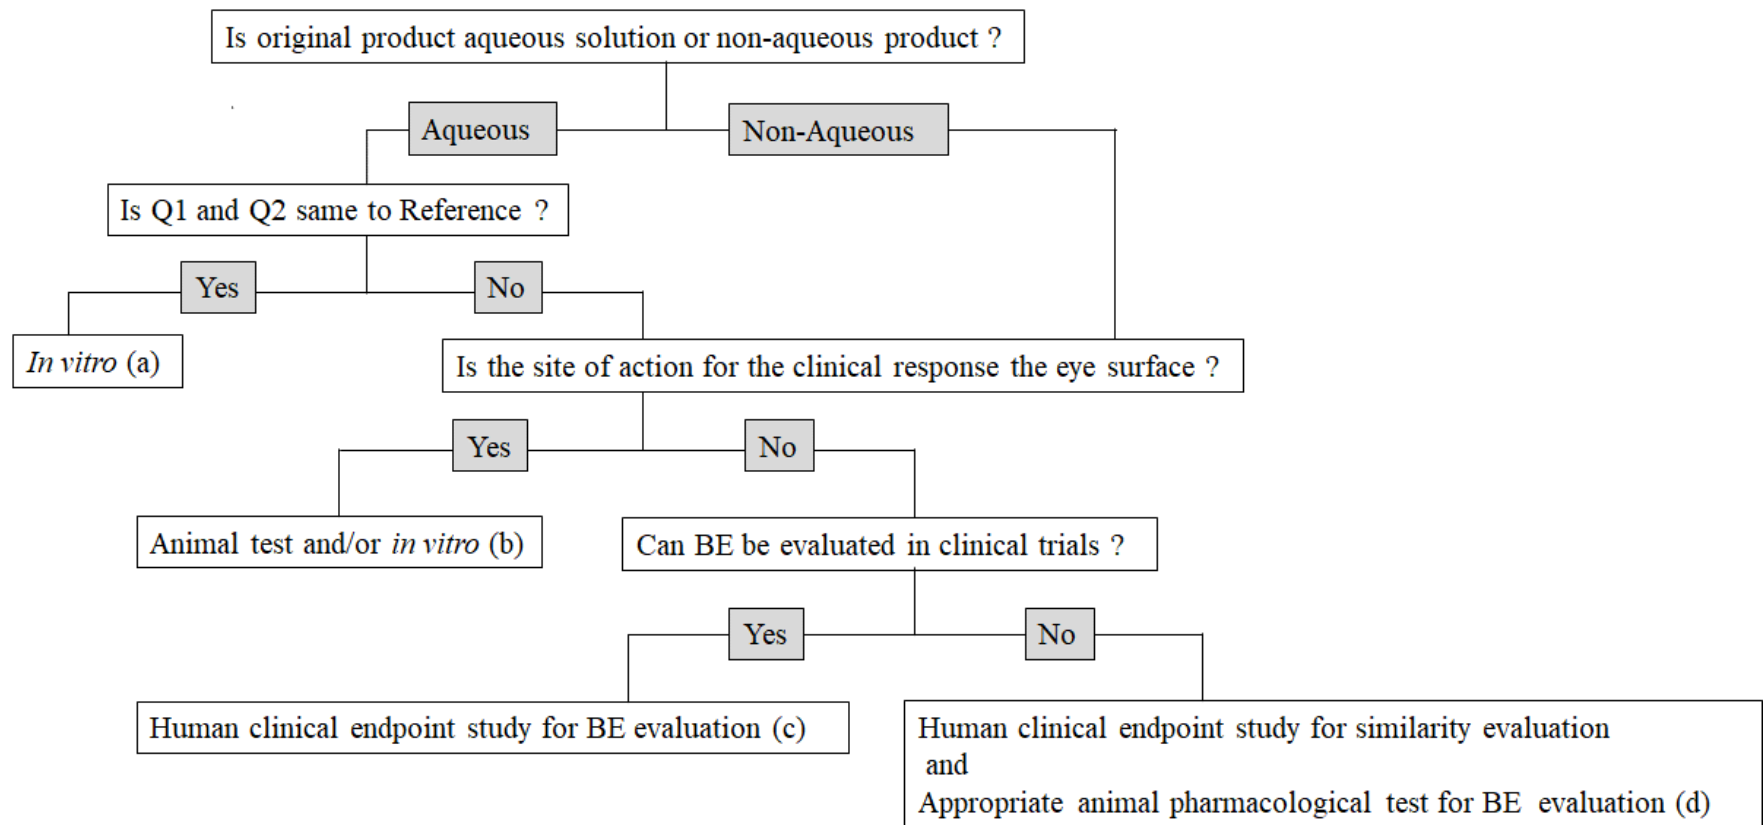 Is original product aqueous solution or non-aqueous product ?
Aqueous
Non-Aqueous
Is Q1 and Q2 same to Reference ?
Yes
No
In vitro (a)
Is the site of action for the clinical response the eye surface ?
Yes
No
Animal test and/or in vitro (b)
Can BE be evaluated in clinical trials ?
Yes
No
Human clinical endpoint study for BE evaluation (c)
Human clinical endpoint study for similarity evaluation
and
Appropriate animal pharmacological test for BE evaluation (d)